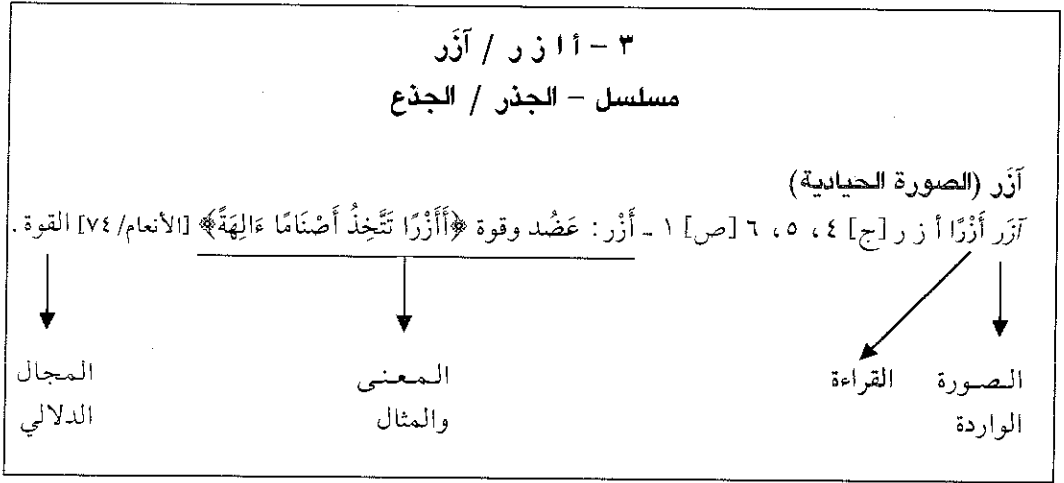 ٣ - أ ا ز ر / آزَر
مسلسل - الجذر / الجذع
آزَر (الصورة الحيادية)
آزَر أَزْرًا أ ز ر [ج] ٤، ٥، ٦ [ص] ١ ـ أَزْر: عَضُد وقوة ﴿أَأَزْرًا تَتَّخِذُ أَصْنَامًا ءَالِهَةً﴾ [الأنعام/٧٤] القوة.
الصورة القراءة المعنى المجال
الواردة والمثال الدلالي